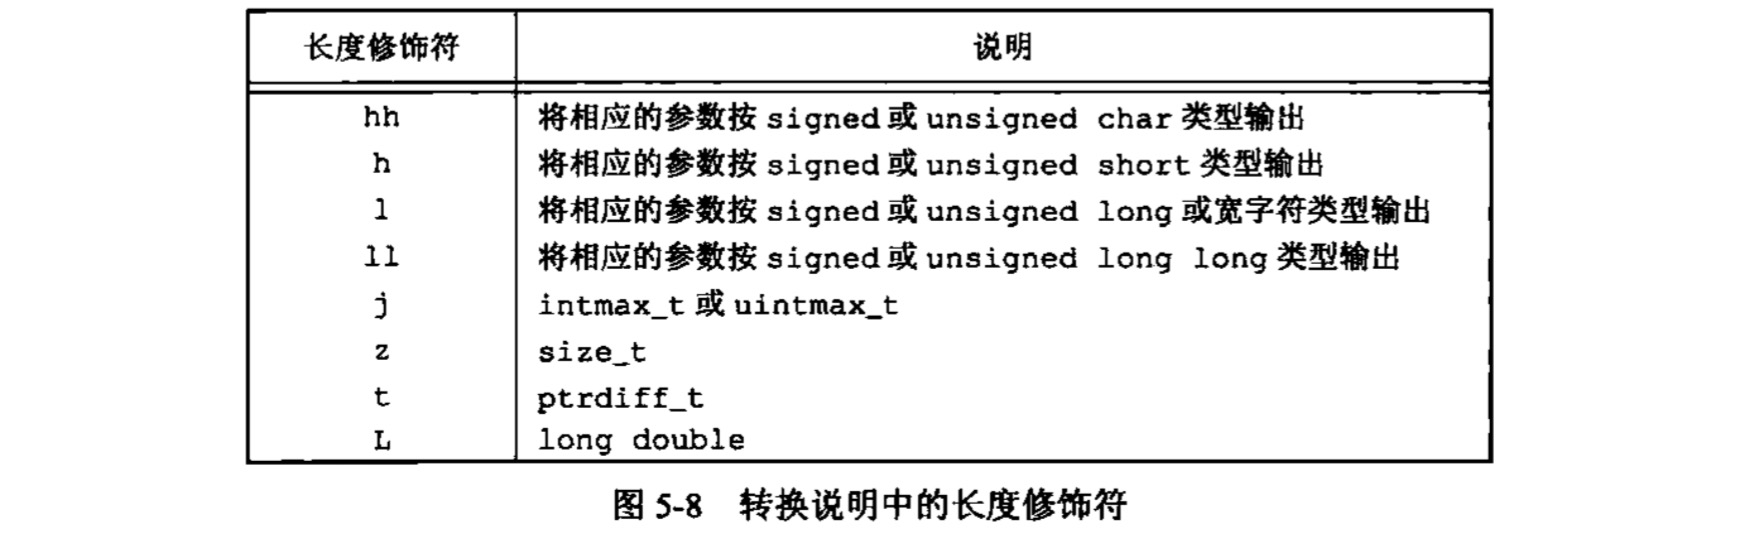 长度修饰符 说明
hh 将相应的参数按 signed 或 unsigned char 类型输出
h 将相应的参数按 signed 或 unsigned short 类型输出
l 将相应的参数按 signed 或 unsigned long 或宽字符类型输出
ll 将相应的参数按 signed 或 unsigned long long 类型输出
j intmax_t 或 uintmax_t
z size_t
t ptrdiff_t
L long double
图 5-8 转换说明中的长度修饰符